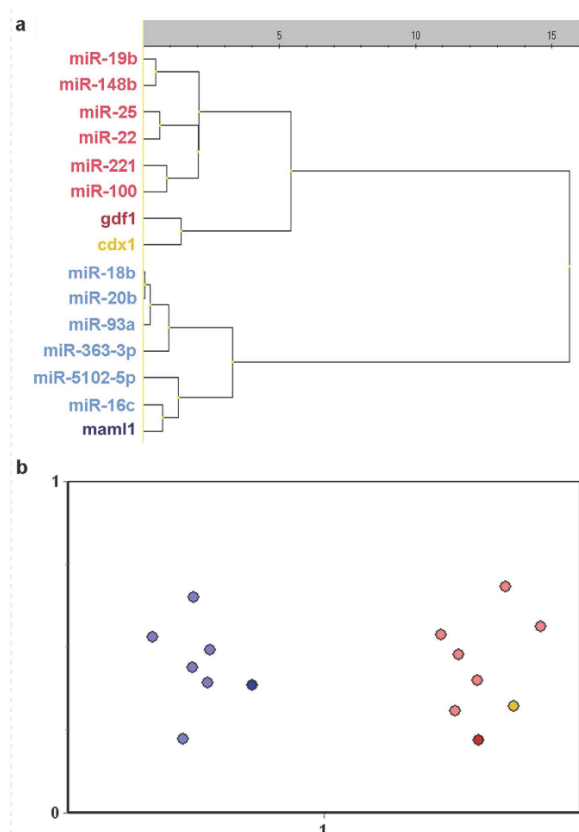 a
5 10 15
miR-19b
miR-148b
miR-25
miR-22
miR-221
miR-100
gdf1
cdx1
miR-18b
miR-20b
miR-93a
miR-363-3p
miR-5102-5p
miR-16c
maml1
b
1
0
1